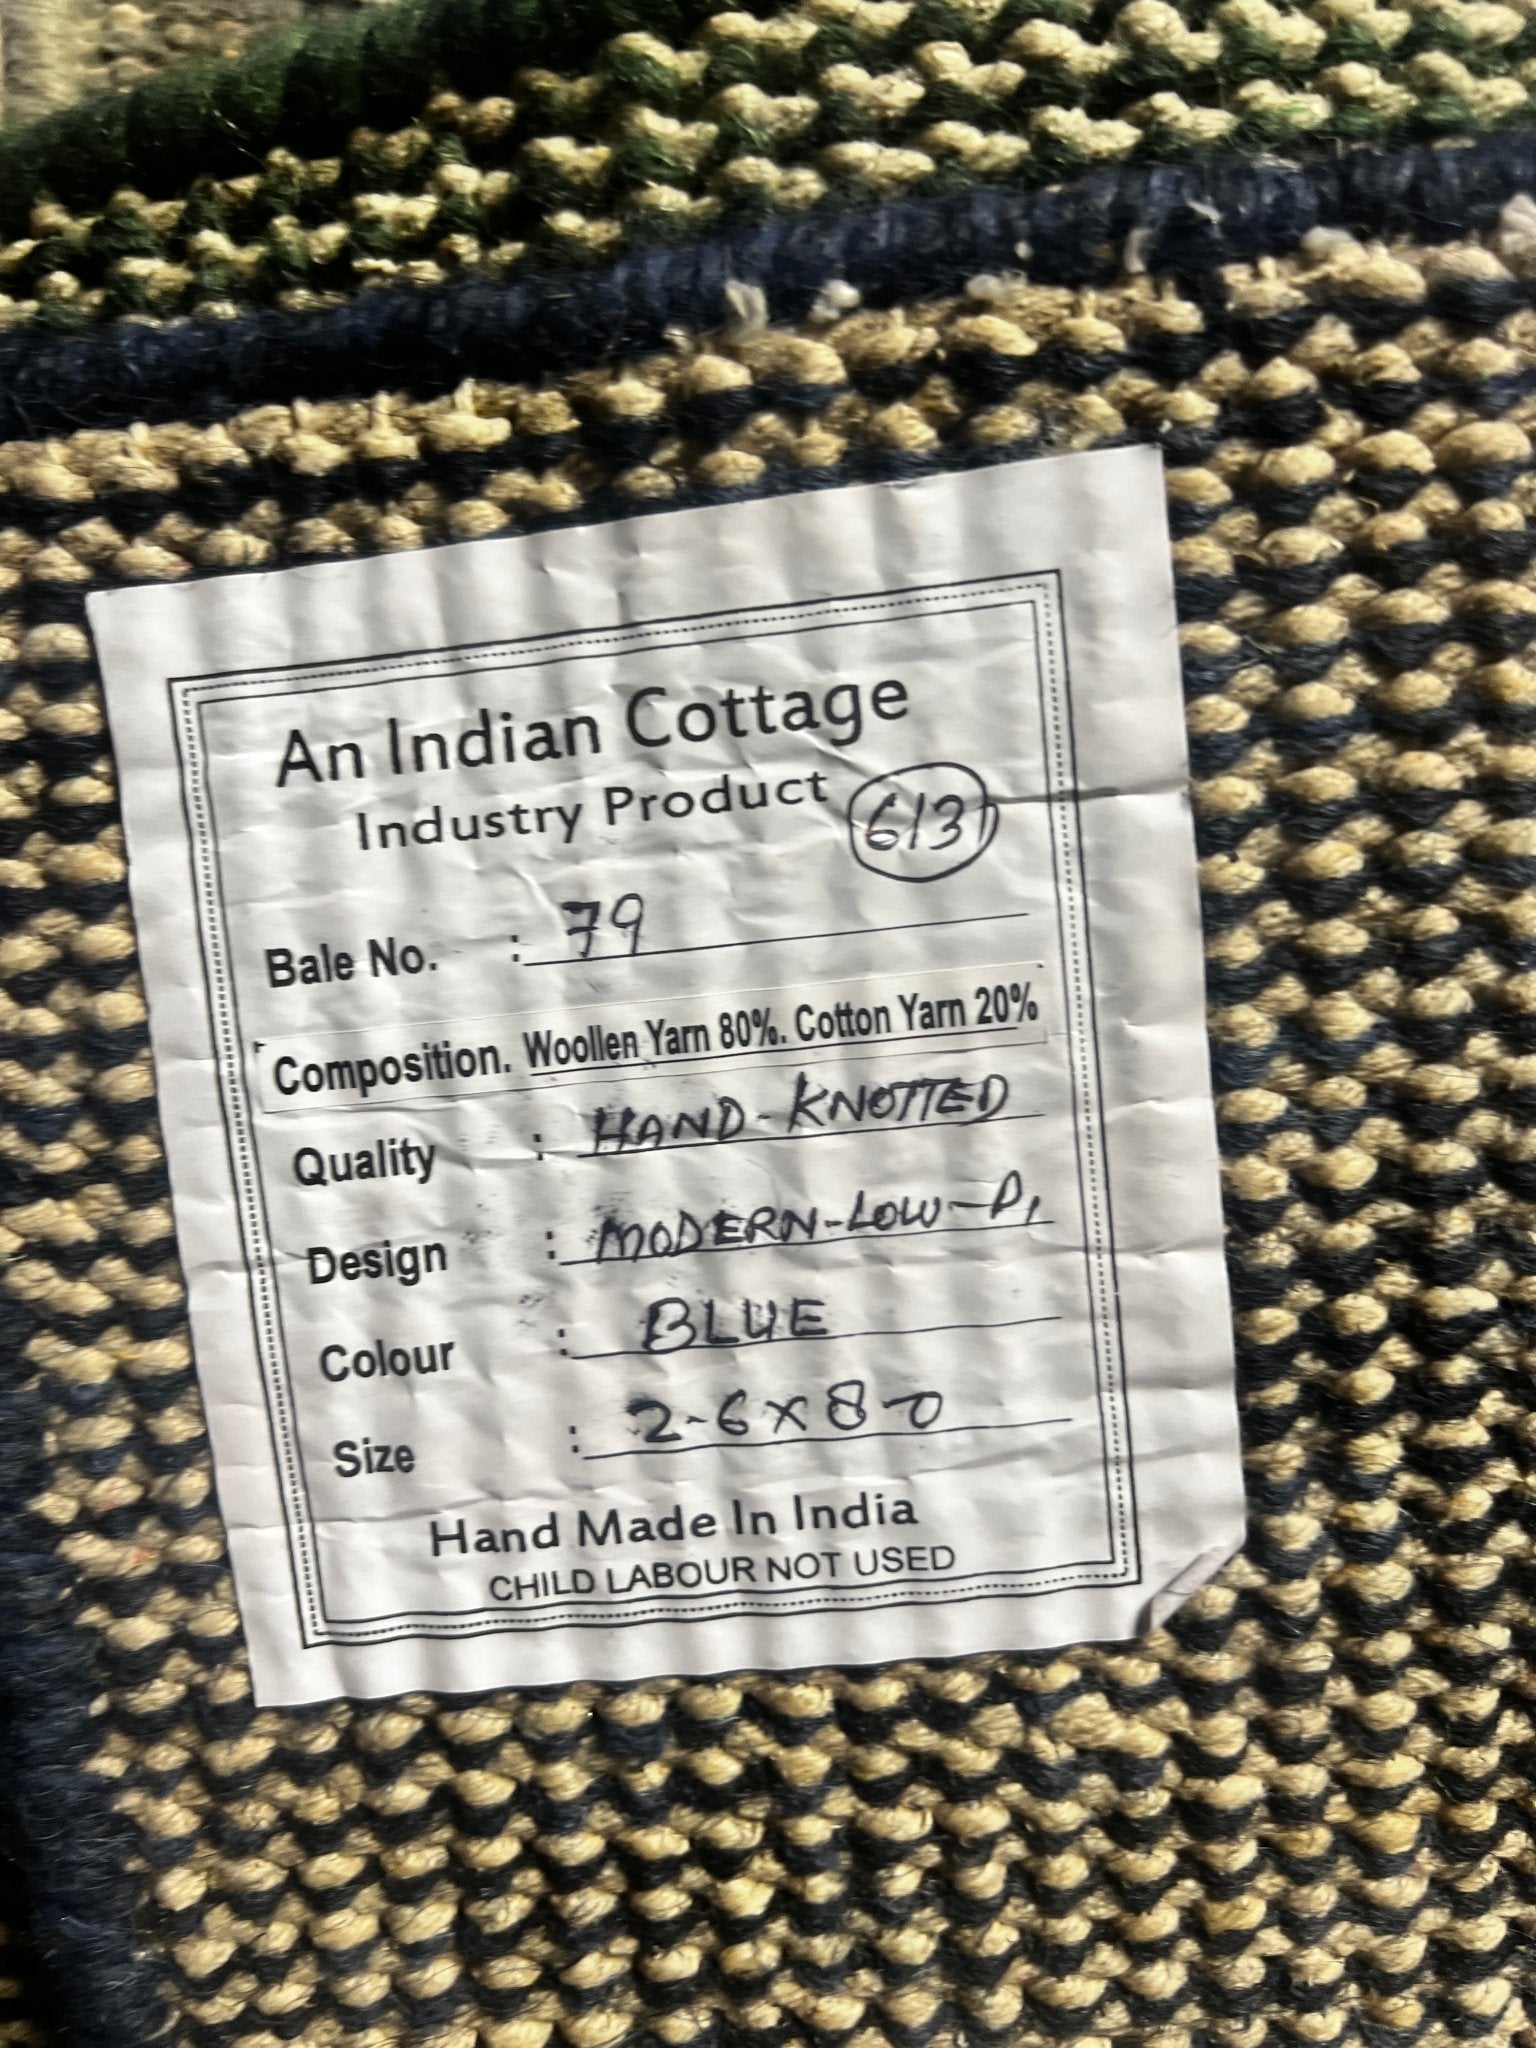 An Indian Cottage
Industry Product
613
Bale No. : 79
Composition. Woollen Yarn 80%. Cotton Yarn 20%
Quality : HAND-KNOTTED
Design : MODERN-LOW-P,
Colour : BLUE
Size : 2-6X8-0
Hand Made In India
CHILD LABOUR NOT USED